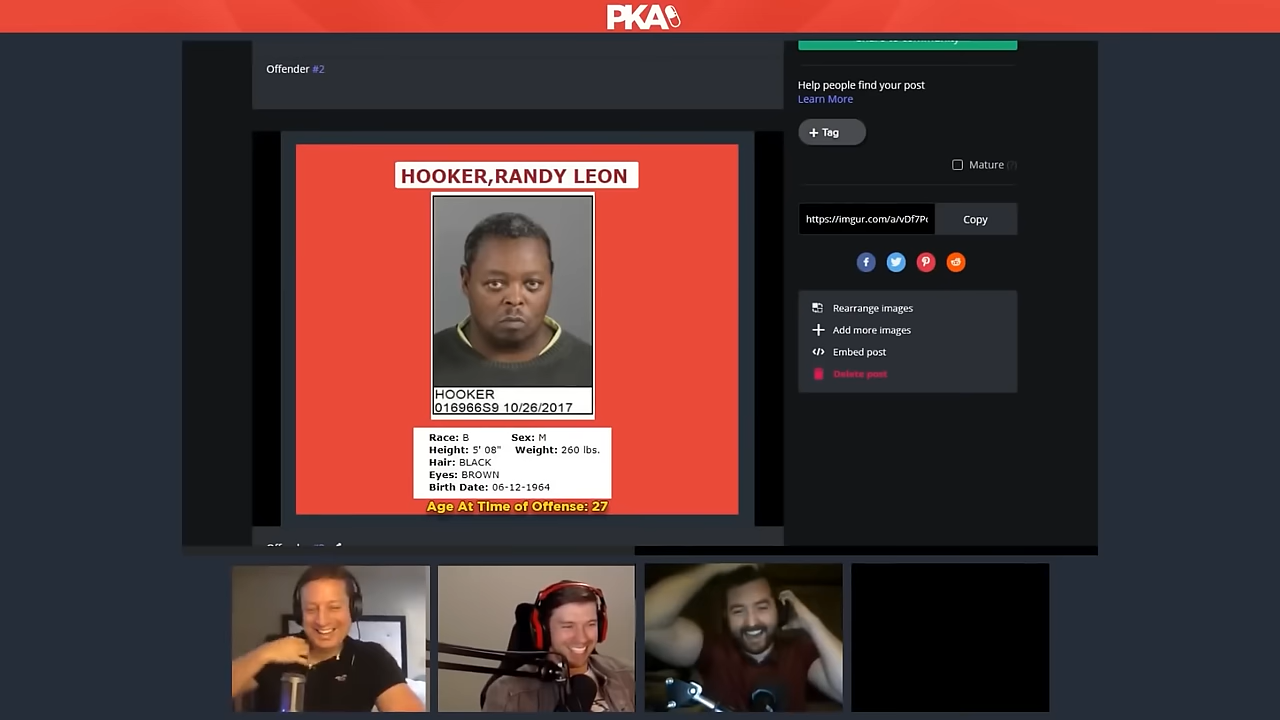 PKA
Offender #2
Help people find your post
Learn More
+ Tag
Mature (?)
https://imgur.com/a/vDf7P
Copy
HOOKER,RANDY LEON
HOOKER
016966S9 10/26/2017
Race: B Sex: M
Height: 5' 08" Weight: 260 lbs.
Hair: BLACK
Eyes: BROWN
Birth Date: 06-12-1964
Age At Time of Offense: 27
Rearrange images
Add more images
Embed post
Delete post